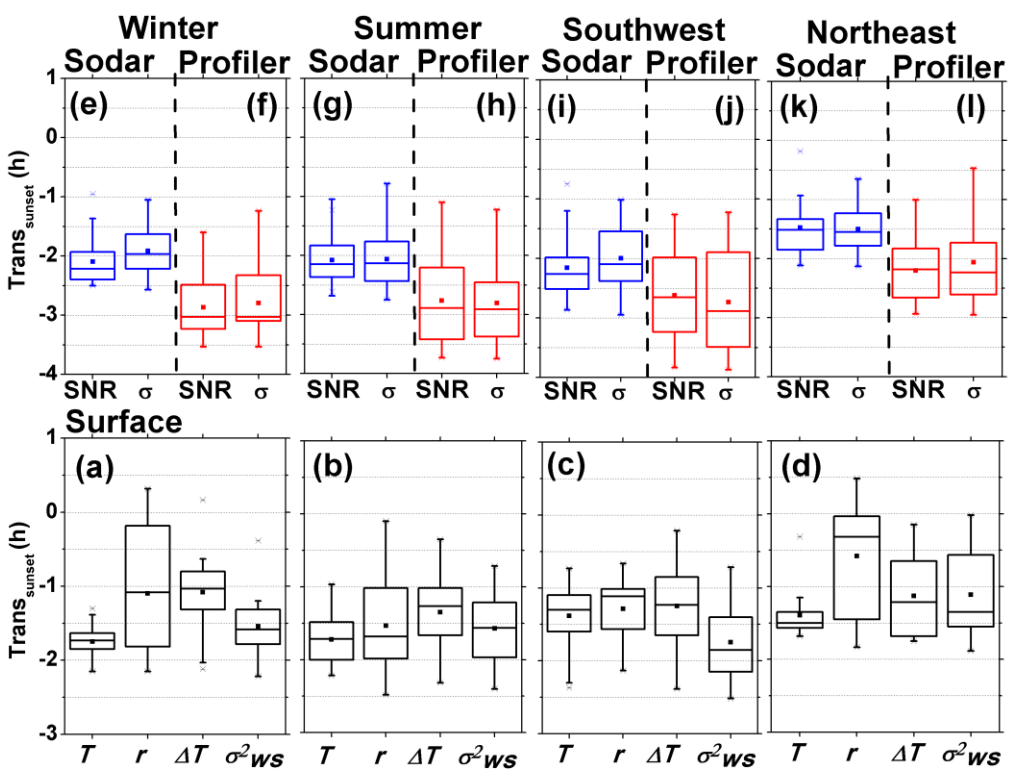 Winter Summer Southwest Northeast
Sodar Profiler Sodar Profiler Sodar Profiler Sodar Profiler
(e) (f) (g) (h) (i) (j) (k) (l)
1
0
-1
-2
-3
-4
Trans_sunset (h)
SNR σ SNR σ SNR σ SNR σ SNR σ SNR σ SNR σ SNR σ
Surface
(a) (b) (c) (d)
1
0
-1
-2
-3
Trans_sunset (h)
T r ΔT σ²ws T r ΔT σ²ws T r ΔT σ²ws T r ΔT σ²ws